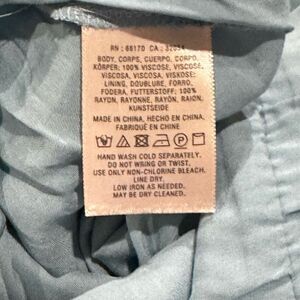 RN: 66170 CA: 32054
BODY, CORPS, CUERPO, CORPO,
KÖRPER: 100% VISCOSE, VISCOSE,
VISCOSA, VISCOSA, VISKOSE;
LINING, DOUBLURE, FORRO,
FODERA, FUTTERSTOFF: 100%
RAYON, RAYONNE, RAYÓN, RAION,
KUNSTSEIDE
MADE IN CHINA, HECHO EN CHINA,
FABRIQUÉ EN CHINE
HAND WASH COLD SEPARATELY.
DO NOT WRING OR TWIST.
USE ONLY NON-CHLORINE BLEACH.
LINE DRY.
LOW IRON AS NEEDED.
MAY BE DRY CLEANED.